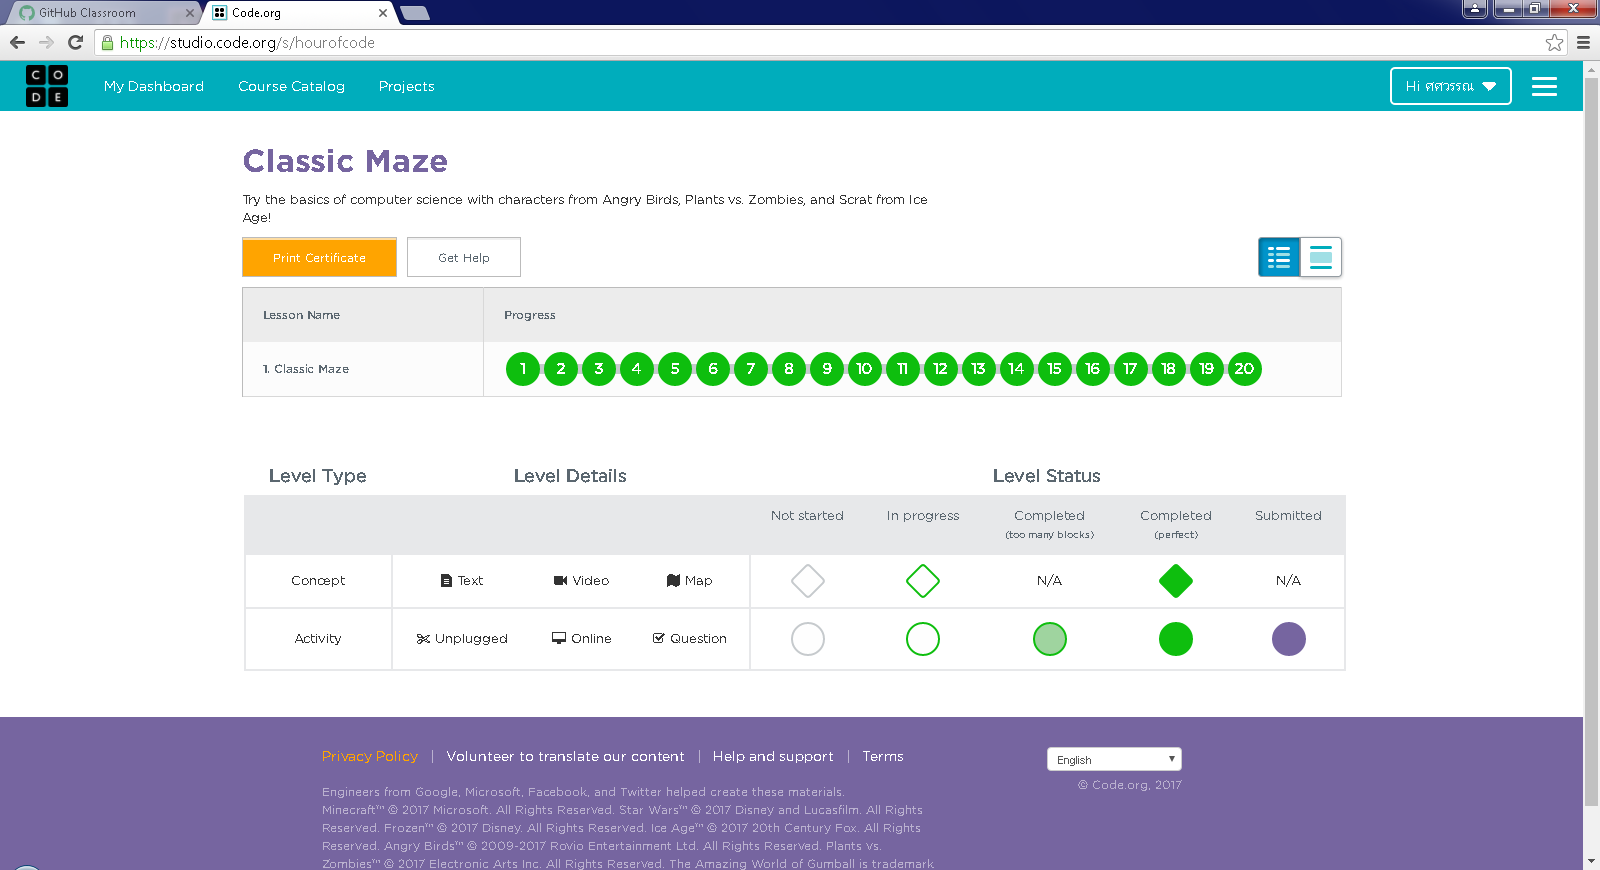 GitHub Classroom
Code.org
https://studio.code.org/s/hourofcode
CODE
My Dashboard
Course Catalog
Projects
Hi ศศวรรณ
Classic Maze
Try the basics of computer science with characters from Angry Birds, Plants vs. Zombies, and Scrat from Ice
Age!
Print Certificate
Get Help
Lesson Name
Progress
1. Classic Maze
1 2 3 4 5 6 7 8 9 10 11 12 13 14 15 16 17 18 19 20
Level Type
Level Details
Level Status
Not started
In progress
Completed
(too many blocks)
Completed
(perfect)
Submitted
Concept
Text
Video
Map
N/A
N/A
Activity
Unplugged
Online
Question
Privacy Policy | Volunteer to translate our content | Help and support | Terms
English
© Code.org, 2017
Engineers from Google, Microsoft, Facebook, and Twitter helped create these materials.
Minecraft™ © 2017 Microsoft. All Rights Reserved. Star Wars™ © 2017 Disney and Lucasfilm. All Rights
Reserved. Frozen™ © 2017 Disney. All Rights Reserved. Ice Age™ © 2017 20th Century Fox. All Rights
Reserved. Angry Birds™ © 2009-2017 Rovio Entertainment Ltd. All Rights Reserved. Plants vs.
Zombies™ © 2017 Electronic Arts Inc. All Rights Reserved. The Amazing World of Gumball is trademark